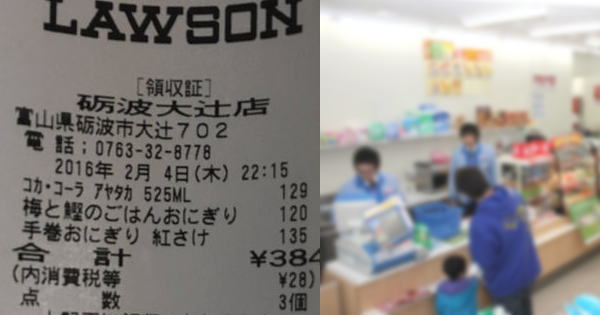 LAWSON
[領収証]
砺波大辻店
富山県砺波市大辻702
電 話;0763-32-8778
2016年 2月 4日(木) 22:15
コカ・コーラ アヤタカ 525ML 129
梅と鰹のごはんおにぎり 120
手巻おにぎり 紅さけ 135
合 計 ¥384
(内消費税等 ¥28)
点 数 3個